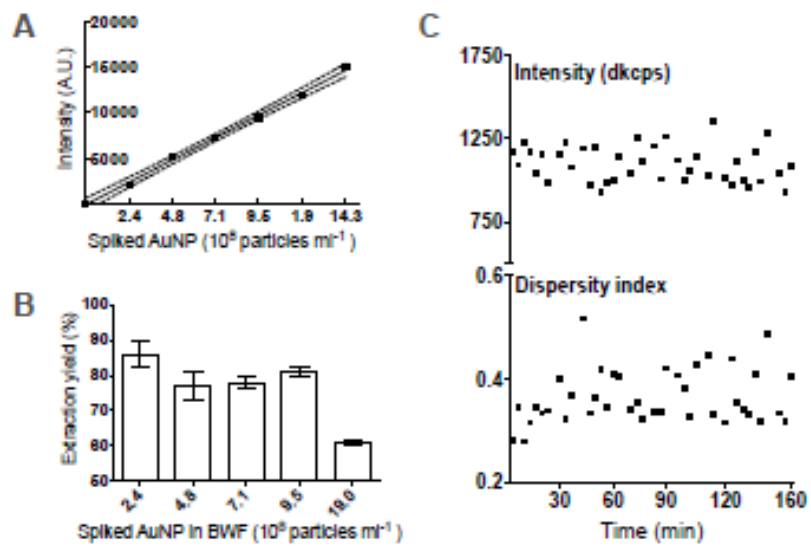 A
20000
15000
10000
5000
Intensity (A.U.)
2.4 4.8 7.1 9.5 1.9 14.3
Spiked AuNP (10⁸ particles ml⁻¹)
B
100
90
80
70
60
50
Extraction yield (%)
2.4 4.8 7.1 9.5 19.0
Spiked AuNP in BWF (10⁸ particles ml⁻¹)
C
1750
Intensity (dkcps)
1250
750
0.6
Dispersity index
0.4
0.2
30 60 90 120 160
Time (min)